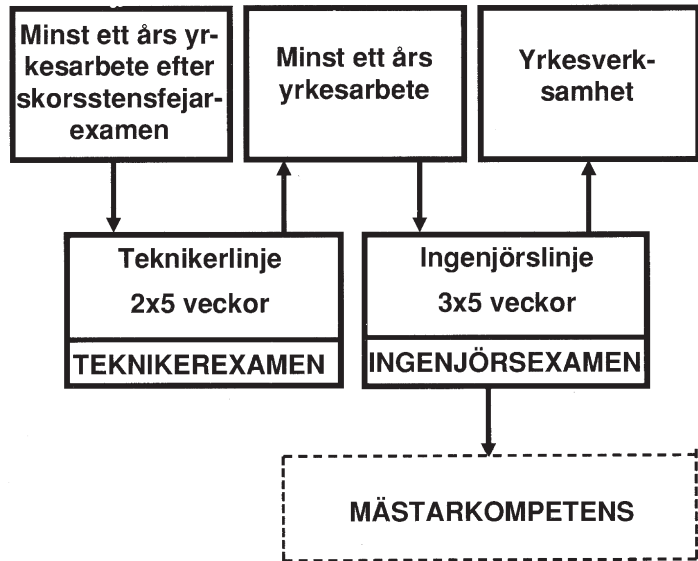 Minst ett års yr-
kesarbete efter
skorsstensfejar-
examen
Minst ett års
yrkesarbete
Yrkesverk-
samhet
Teknikerlinje
2x5 veckor
TEKNIKEREXAMEN
Ingenjörslinje
3x5 veckor
INGENJÖRSEXAMEN
MÄSTARKOMPETENS